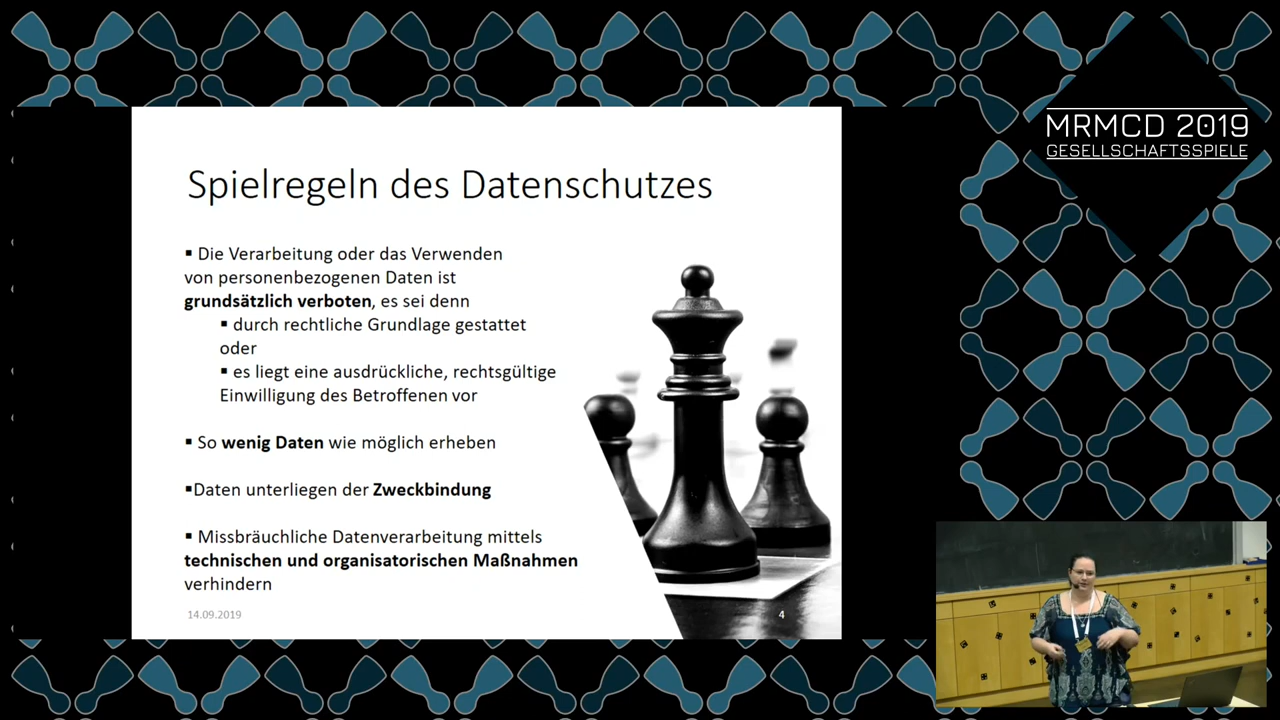 MRMCD 2019
GESELLSCHAFTSSPIELE
Spielregeln des Datenschutzes
▪ Die Verarbeitung oder das Verwenden
von personenbezogenen Daten ist
grundsätzlich verboten, es sei denn
▪ durch rechtliche Grundlage gestattet
oder
▪ es liegt eine ausdrückliche, rechtsgültige
Einwilligung des Betroffenen vor
▪ So wenig Daten wie möglich erheben
▪Daten unterliegen der Zweckbindung
▪ Missbräuchliche Datenverarbeitung mittels
technischen und organisatorischen Maßnahmen
verhindern
14.09.2019
4